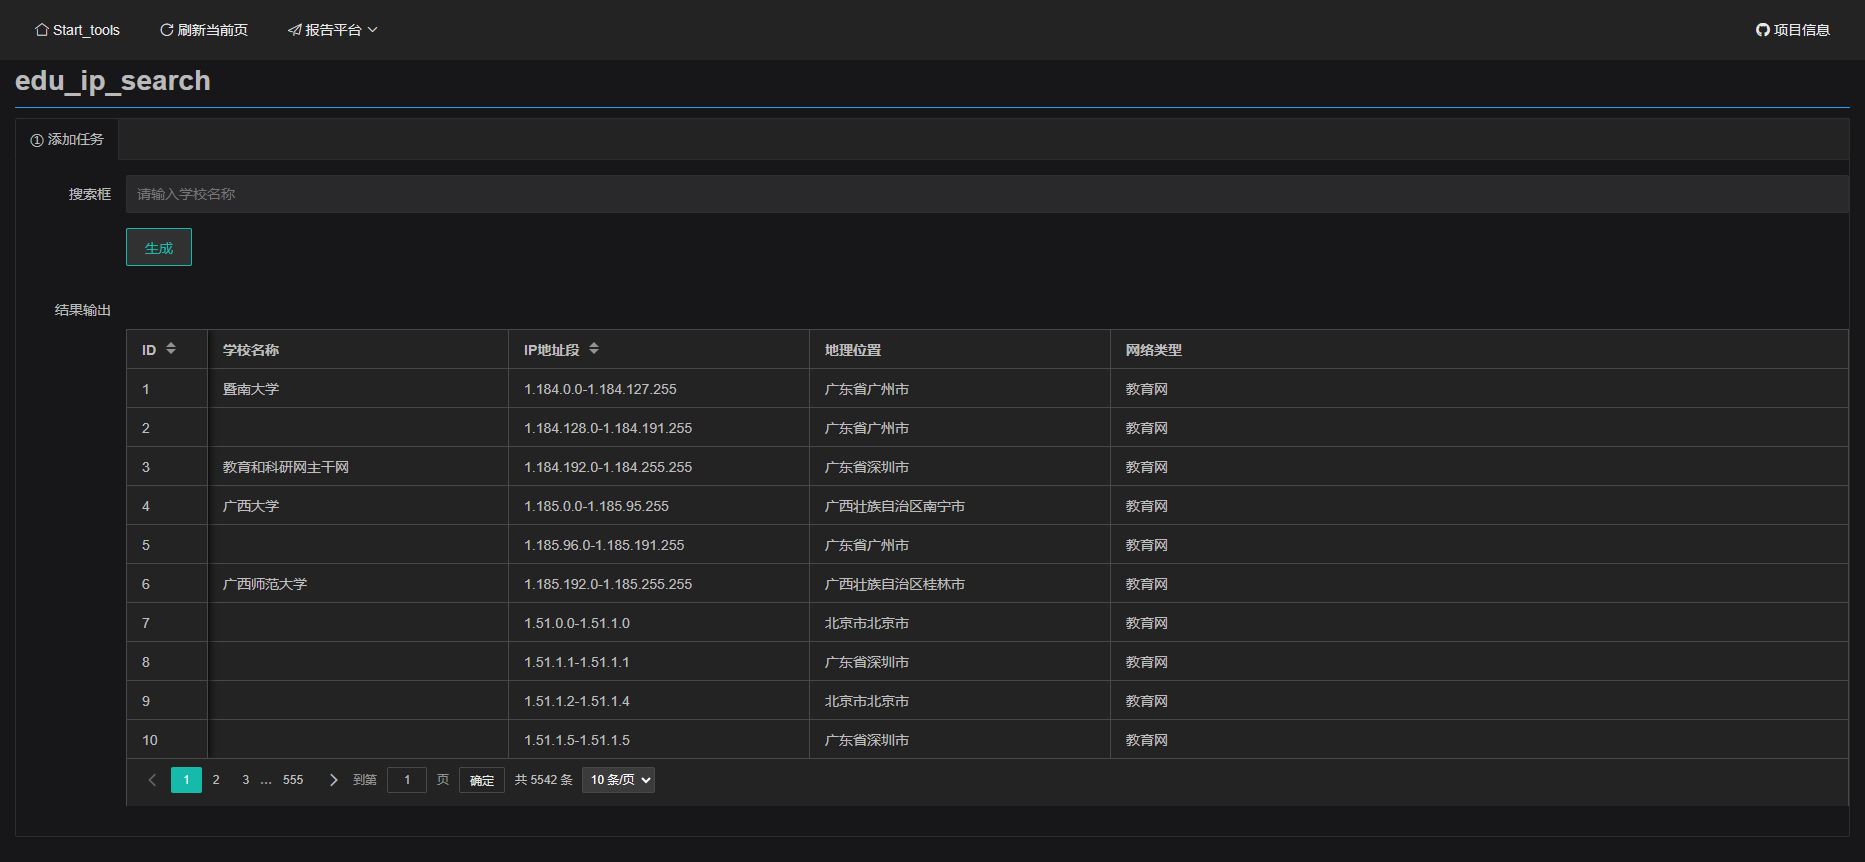 Start_tools 刷新当前页 报告平台 项目信息
edu_ip_search
① 添加任务
搜索框 请输入学校名称
生成
结果输出
ID 学校名称 IP地址段 地理位置 网络类型
1 暨南大学 1.184.0.0-1.184.127.255 广东省广州市 教育网
2 1.184.128.0-1.184.191.255 广东省广州市 教育网
3 教育和科研网主干网 1.184.192.0-1.184.255.255 广东省深圳市 教育网
4 广西大学 1.185.0.0-1.185.95.255 广西壮族自治区南宁市 教育网
5 1.185.96.0-1.185.191.255 广东省广州市 教育网
6 广西师范大学 1.185.192.0-1.185.255.255 广西壮族自治区桂林市 教育网
7 1.51.0.0-1.51.1.0 北京市北京市 教育网
8 1.51.1.1-1.51.1.1 广东省深圳市 教育网
9 1.51.1.2-1.51.1.4 北京市北京市 教育网
10 1.51.1.5-1.51.1.5 广东省深圳市 教育网
1 2 3 … 555 到第 1 页 确定 共 5542 条 10 条/页